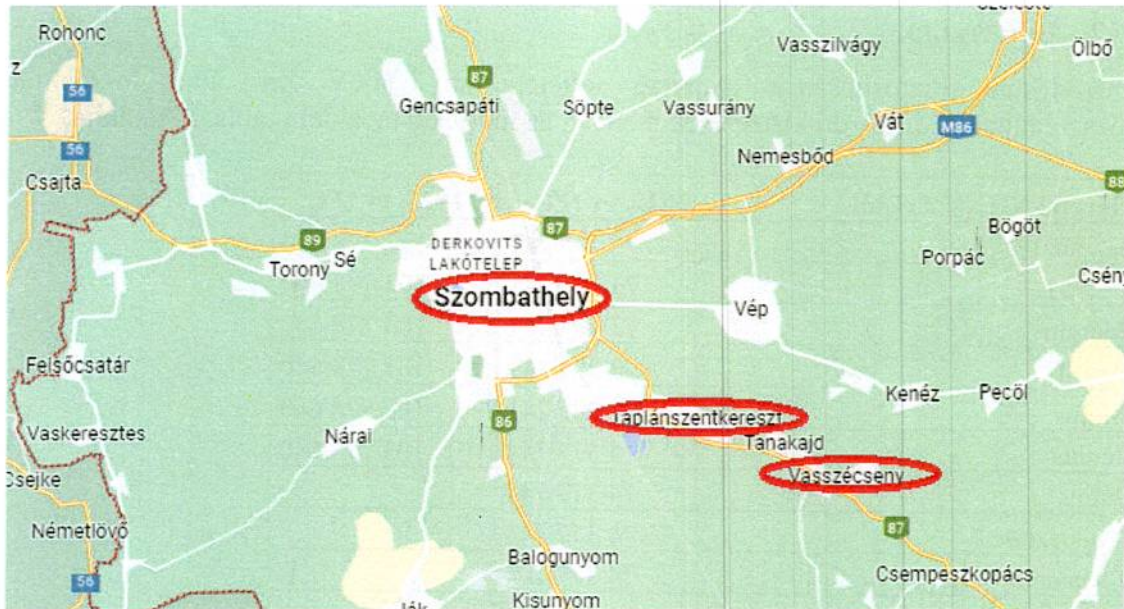 Rohonc
Vasszilvágy
Ölbő
z
56
87
Gencsapáti
Söpte
Vassurány
Vát
M86
56
Nemesbőd
Csajta
88
87
Bögöt
89
DERKOVITS
LAKÓTELEP
Torony
Sé
Porpác
Csény
Szombathely
Vép
Felsőcsatár
Kenéz
Pecöl
Taplánszentkereszt
86
Vaskeresztes
Nárai
Tanakajd
Csejke
Vasszécseny
Németlövő
87
Balogunyom
Csempeszkopács
56
Kisunyom